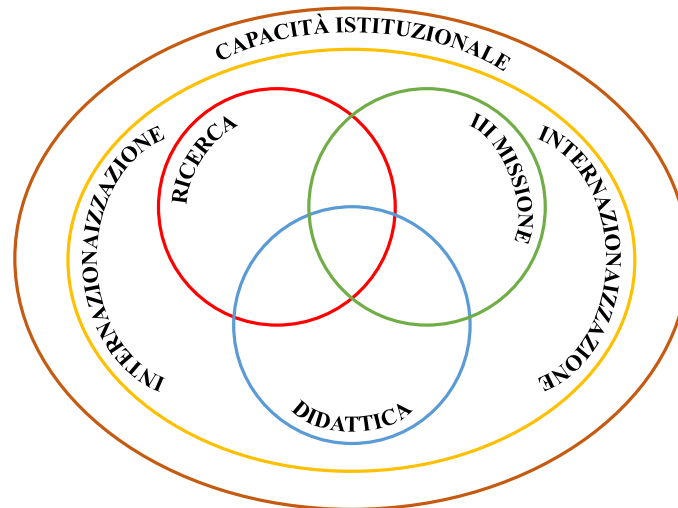 CAPACITÀ ISTITUZIONALE
INTERNAZIONAIZZAZIONE
RICERCA
III MISSIONE
INTERNAZIONAIZZAZIONE
DIDATTICA